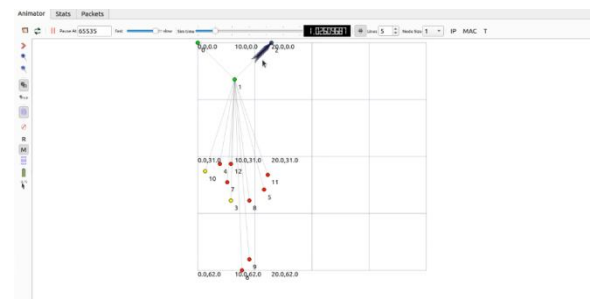 Animator Stats Packets
Pause At 65535 Fast Slow Sim time 1.02609681 Lines 5 Node Size 1 IP MAC T
0.0,0.0 10.0,0.0 20.0,0.0
0 2
1
R
M
0.0,31.0 10.0,31.0 20.0,31.0
4 12
10 11
7
5
3 8
9
0.0,62.0 10.0,62.0 20.0,62.0
6